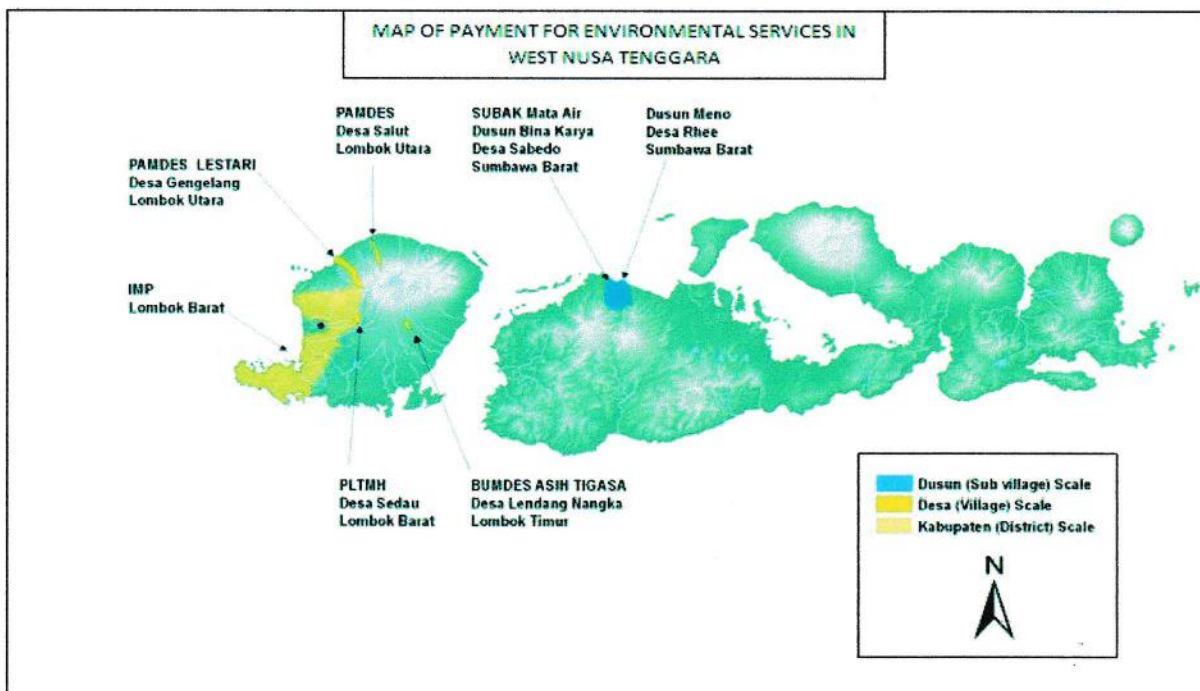 MAP OF PAYMENT FOR ENVIRONMENTAL SERVICES IN
WEST NUSA TENGGARA
PAMDES
Desa Salut
Lombok Utara
SUBAK Mata Air
Dusun Bina Karya
Desa Sabedo
Sumbawa Barat
Dusun Meno
Desa Rhee
Sumbawa Barat
PAMDES LESTARI
Desa Gengelang
Lombok Utara
IMP
Lombok Barat
PLTMH
Desa Sedau
Lombok Barat
BUMDES ASIH TIGASA
Desa Lendang Nangka
Lombok Timur
Dusun (Sub village) Scale
Desa (Village) Scale
Kabupaten (District) Scale
N